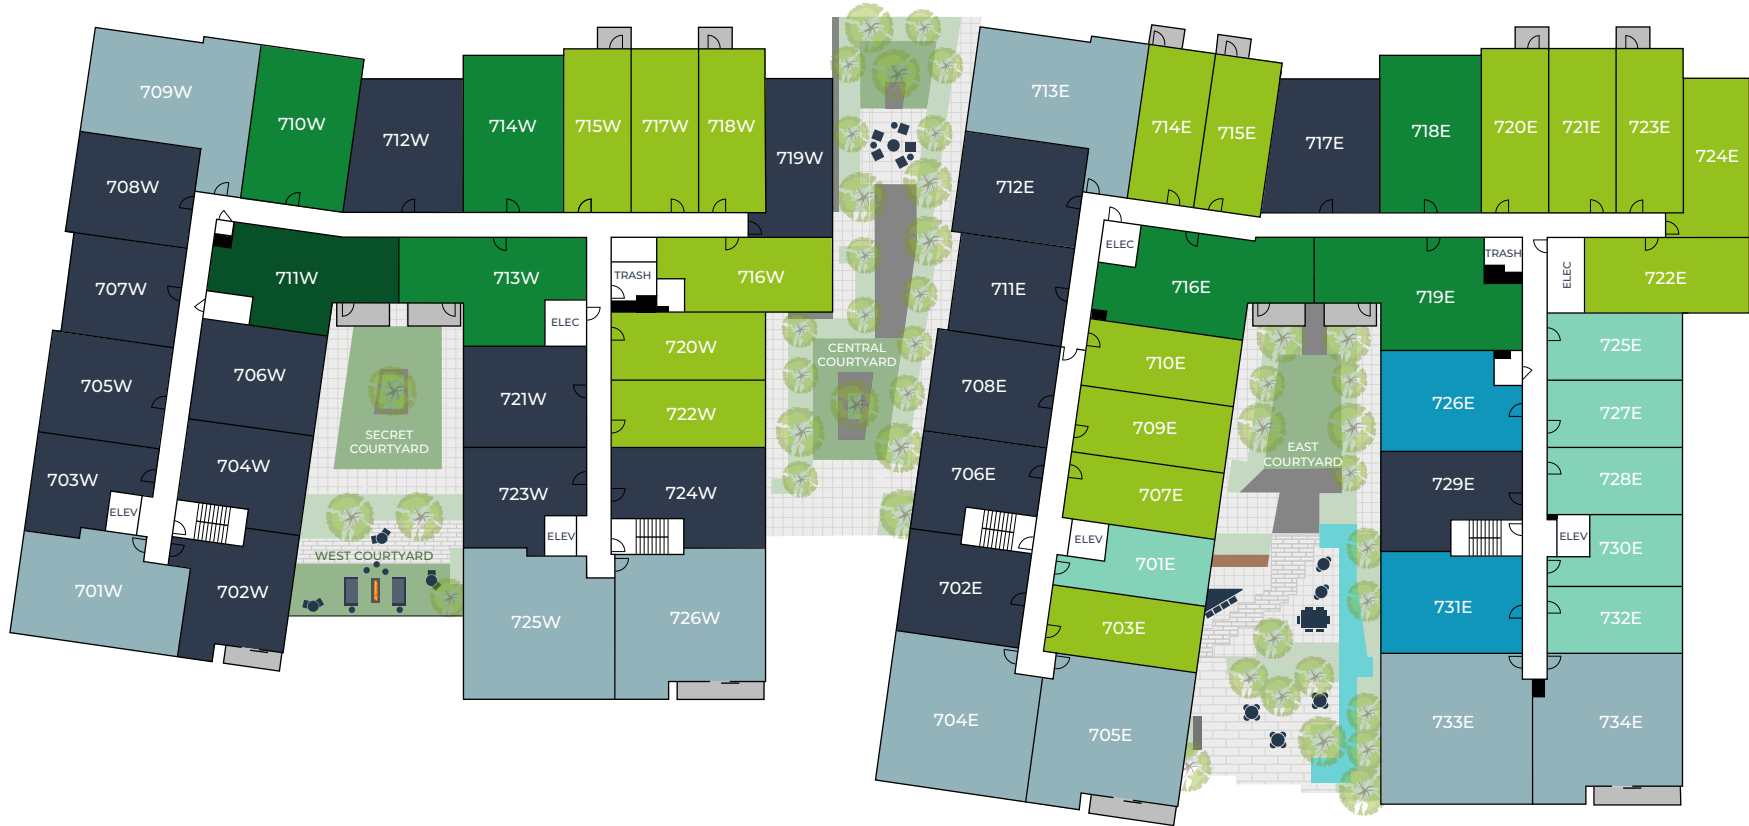 709W
710W
712W
714W
715W
717W
718W
719W
708W
707W
711W
713W
716W
TRASH
ELEC
705W
706W
720W
721W
722W
703W
704W
723W
724W
ELEV
ELEV
701W
702W
725W
726W
SECRET
COURTYARD
WEST COURTYARD
CENTRAL
COURTYARD
713E
714E
715E
717E
718E
720E
721E
723E
724E
712E
711E
ELEC
716E
719E
TRASH
ELEC
722E
708E
710E
725E
726E
727E
709E
706E
707E
EAST
COURTYARD
729E
728E
ELEV
701E
ELEV
730E
702E
703E
731E
732E
704E
705E
733E
734E